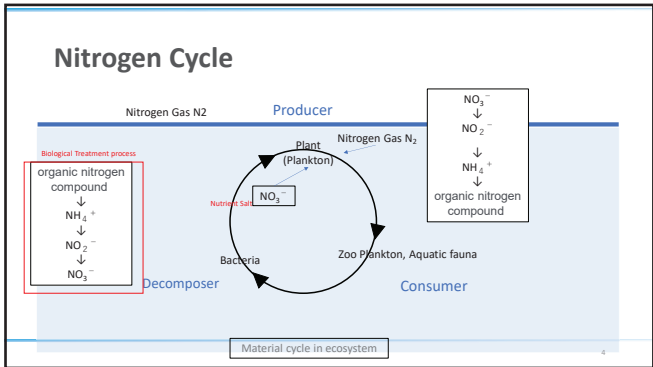 Nitrogen Cycle
Nitrogen Gas N2
Producer
NO₃⁻
↓
NO₂⁻
↓
NH₄⁺
↓
organic nitrogen
compound
Biological Treatment process
organic nitrogen
compound
↓
NH₄⁺
↓
NO₂⁻
↓
NO₃⁻
Nitrogen Gas N₂
Plant
(Plankton)
NO₃⁻
Nutrient Salt
Bacteria
Zoo Plankton, Aquatic fauna
Decomposer
Consumer
Material cycle in ecosystem
4